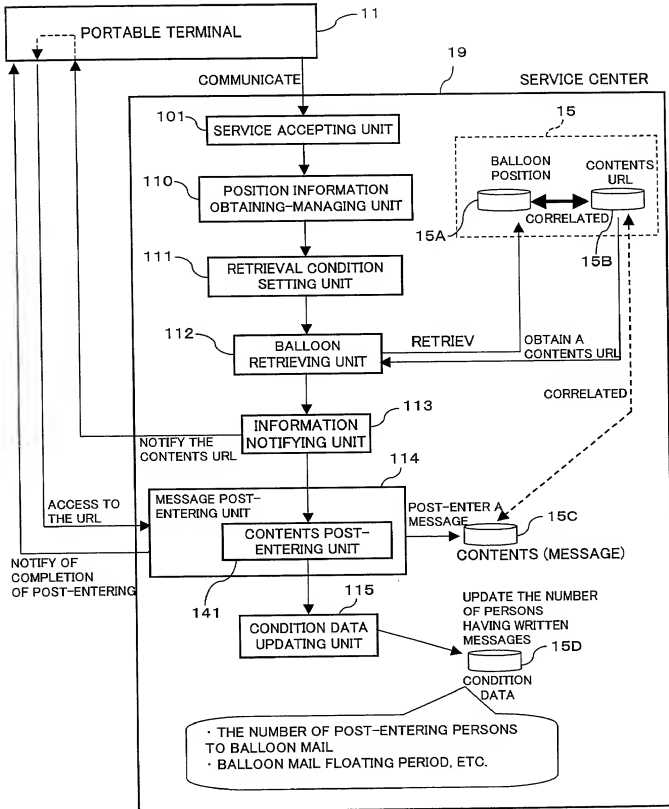 11
PORTABLE TERMINAL
COMMUNICATE
19
SERVICE CENTER
101
SERVICE ACCEPTING UNIT
15
BALLOON
POSITION
CONTENTS
URL
110
POSITION INFORMATION
OBTAINING-MANAGING UNIT
15A
CORRELATED
15B
111
RETRIEVAL CONDITION
SETTING UNIT
112
BALLOON
RETRIEVING UNIT
RETRIEV
OBTAIN A
CONTENTS URL
CORRELATED
113
INFORMATION
NOTIFYING UNIT
NOTIFY THE
CONTENTS URL
114
ACCESS TO
THE URL
MESSAGE POST-
ENTERING UNIT
CONTENTS POST-
ENTERING UNIT
141
POST-ENTER A
MESSAGE
15C
CONTENTS (MESSAGE)
NOTIFY OF
COMPLETION
OF POST-ENTERING
115
CONDITION DATA
UPDATING UNIT
UPDATE THE NUMBER
OF PERSONS
HAVING WRITTEN
MESSAGES
15D
CONDITION
DATA
・THE NUMBER OF POST-ENTERING PERSONS
TO BALLOON MAIL
・BALLOON MAIL FLOATING PERIOD, ETC.